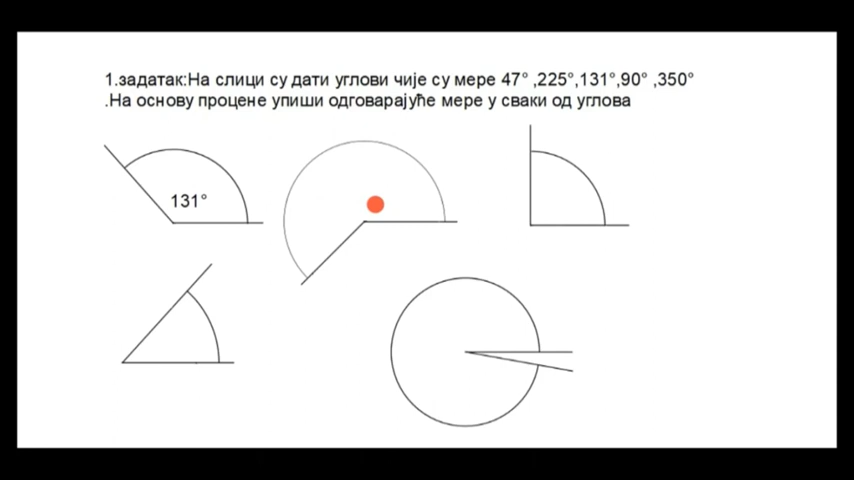 1.задатак:На слици су дати углови чије су мере 47° ,225°,131°,90° ,350°
.На основу процене упиши одговарајуће мере у сваки од углова
131°